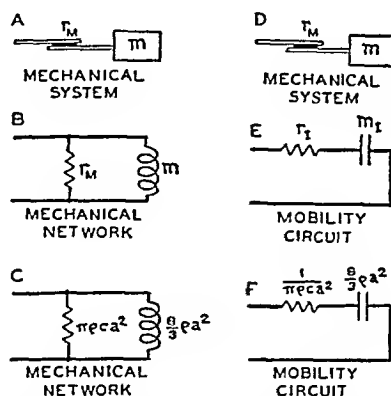 A
r_M
m
MECHANICAL
SYSTEM
B
r_M
m
MECHANICAL
NETWORK
C
πρca²
8/3 ρa²
MECHANICAL
NETWORK
D
r_M
m
MECHANICAL
SYSTEM
E
r_I
m_I
MOBILITY
CIRCUIT
F
1/πρca²
8/3 ρa²
MOBILITY
CIRCUIT